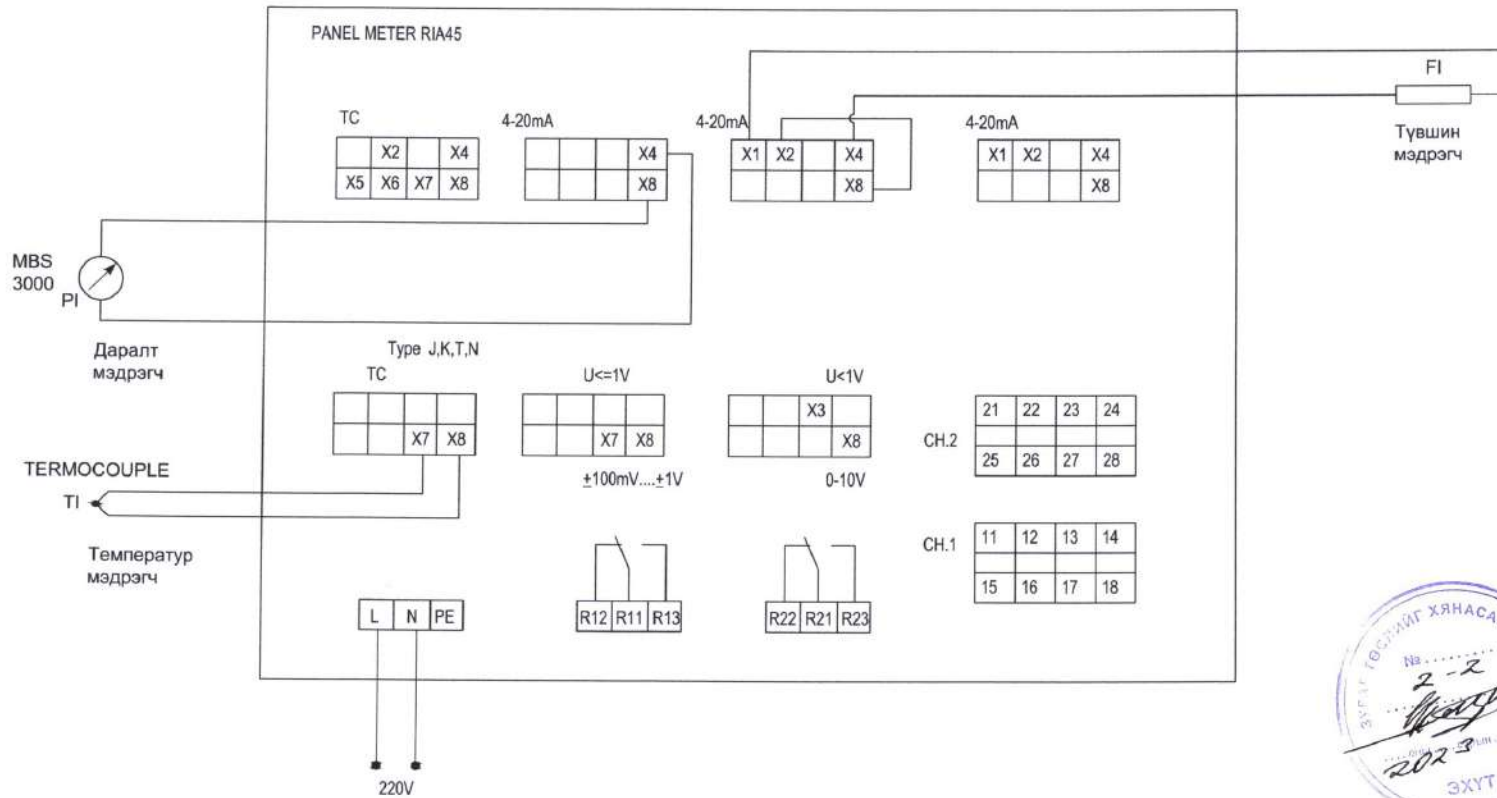 PANEL METER RIA45
FI
TC
4-20mA
4-20mA
4-20mA
X2 X4
X5 X6 X7 X8
X4
X8
X1 X2 X4
X8
X1 X2 X4
X8
Түвшин
мэдрэгч
MBS
3000
PI
Даралт
мэдрэгч
Type J,K,T,N
TC
U<=1V
U<1V
X7 X8
X7 X8
X3
X8
±100mV....±1V
0-10V
CH.2
21 22 23 24
25 26 27 28
TERMOCOUPLE
TI
Температур
мэдрэгч
CH.1
11 12 13 14
15 16 17 18
L N PE
R12 R11 R13
R22 R21 R23
220V
ТӨСЛИЙГ ХЯНАСА
№
2-2
2023
ЭХҮТ